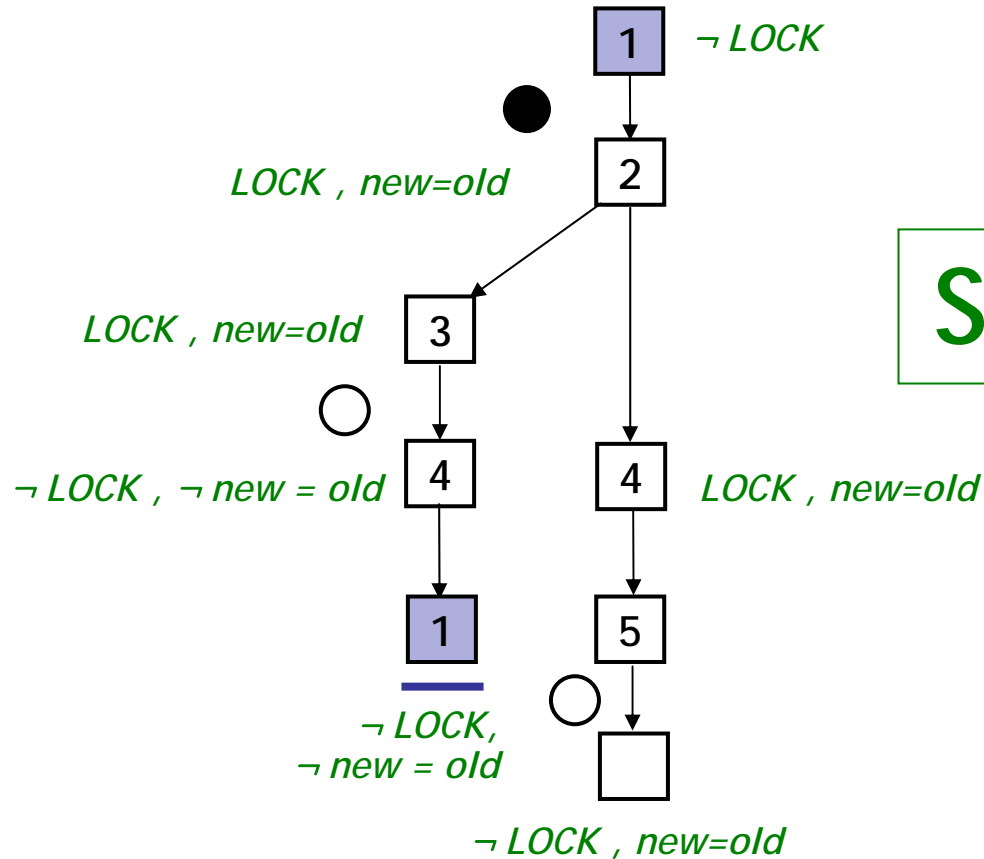 1
¬ LOCK
2
LOCK , new=old
LOCK , new=old
3
S
¬ LOCK , ¬ new = old
4
4
LOCK , new=old
1
5
¬ LOCK,
¬ new = old
¬ LOCK , new=old